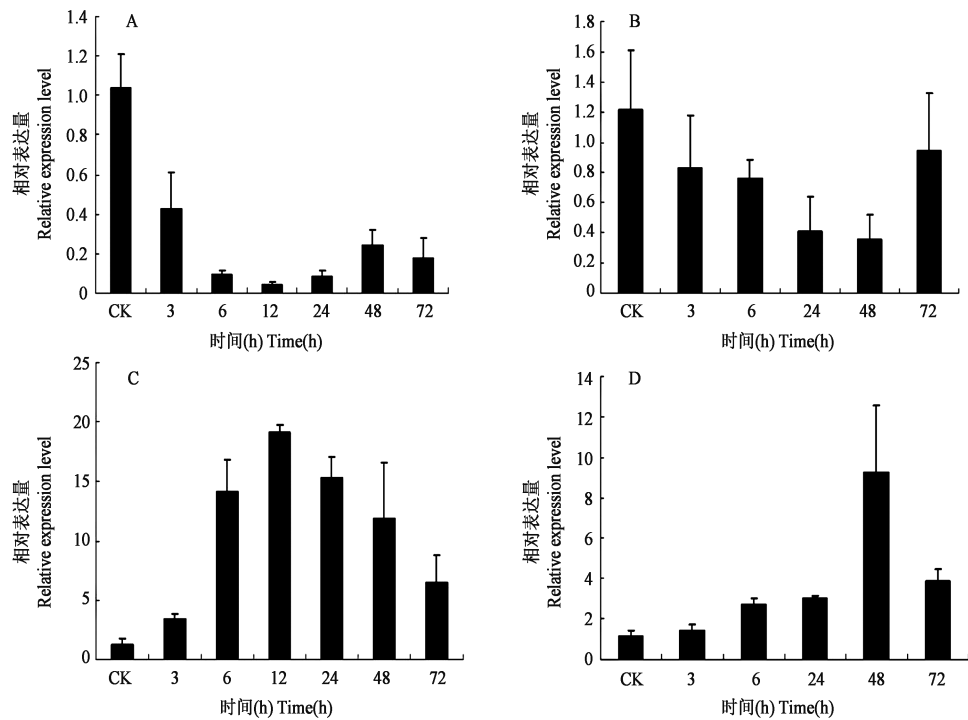 A
相对表达量
Relative expression level
1.4
1.2
1.0
0.8
0.6
0.4
0.2
0
CK 3 6 12 24 48 72
时间(h) Time(h)
B
相对表达量
Relative expression level
1.8
1.6
1.4
1.2
1.0
0.8
0.6
0.4
0.2
0
CK 3 6 24 48 72
时间(h) Time(h)
C
相对表达量
Relative expression level
25
20
15
10
5
0
CK 3 6 12 24 48 72
时间(h) Time(h)
D
相对表达量
Relative expression level
14
12
10
8
6
4
2
0
CK 3 6 24 48 72
时间(h) Time(h)